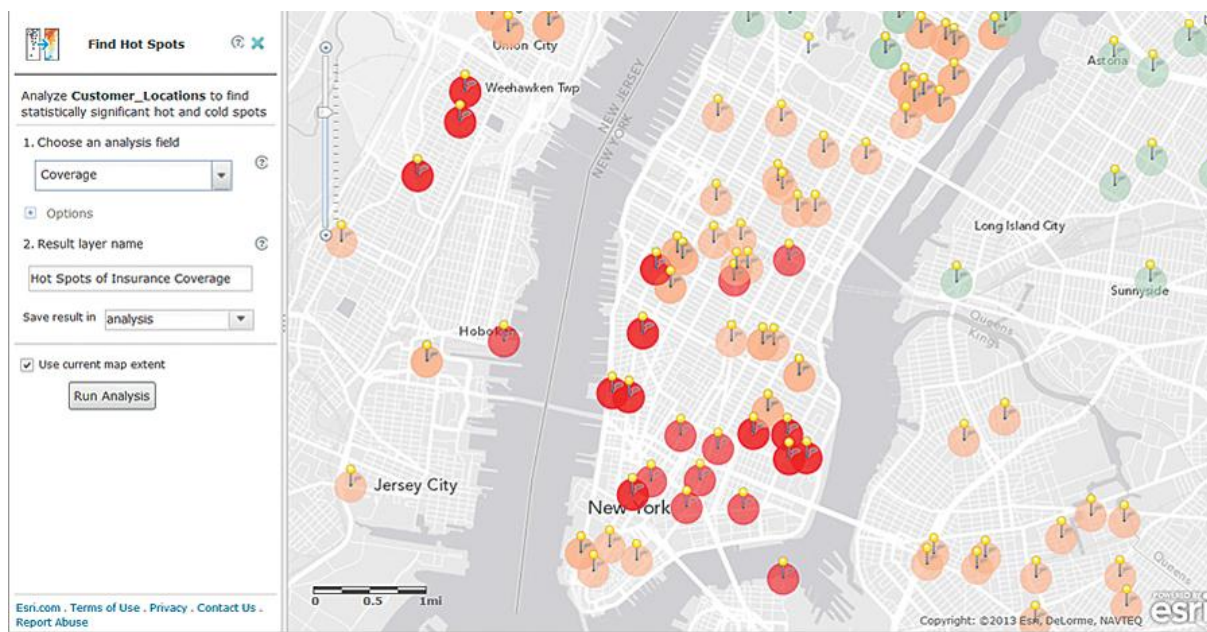 Find Hot Spots
Analyze Customer_Locations to find
statistically significant hot and cold spots
1. Choose an analysis field
Coverage
Options
2. Result layer name
Hot Spots of Insurance Coverage
Save result in analysis
Use current map extent
Run Analysis
Esri.com . Terms of Use . Privacy . Contact Us .
Report Abuse
Union City
Weehawken Twp
NEW JERSEY
NEW YORK
Astoria
Long Island City
Sunnyside
Queens
Kings
Hoboken
Jersey City
New York
Queens
0 0.5 1mi
POWERED BY
esri
Copyright: ©2013 Esri, DeLorme, NAVTEQ